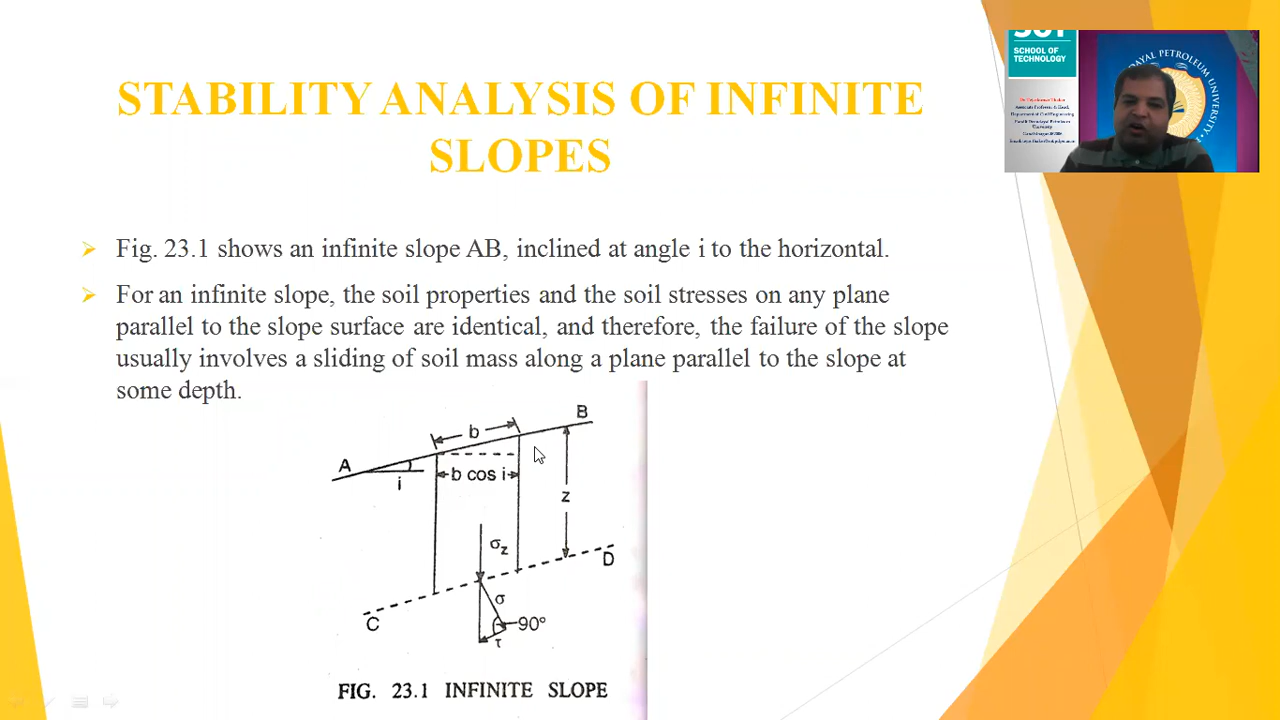 STABILITY ANALYSIS OF INFINITE
SLOPES
SCHOOL OF
TECHNOLOGY
Fig. 23.1 shows an infinite slope AB, inclined at angle i to the horizontal.
For an infinite slope, the soil properties and the soil stresses on any plane
parallel to the slope surface are identical, and therefore, the failure of the slope
usually involves a sliding of soil mass along a plane parallel to the slope at
some depth.
B
b
A
b cos i
i
z
σz
D
σ
C
90°
τ
FIG. 23.1 INFINITE SLOPE